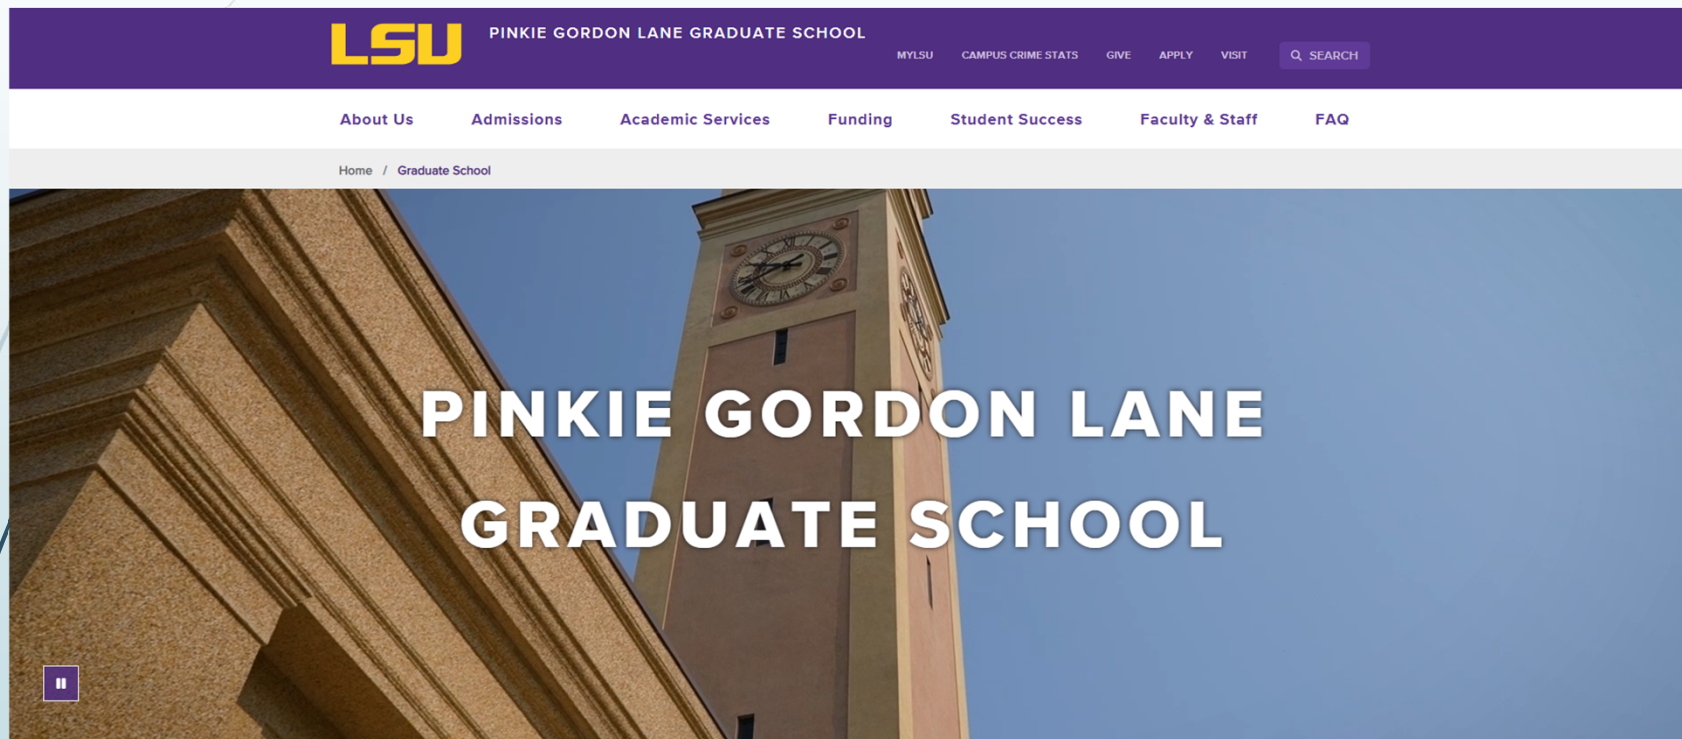 LSU
PINKIE GORDON LANE GRADUATE SCHOOL
MYLSU CAMPUS CRIME STATS GIVE APPLY VISIT SEARCH
About Us Admissions Academic Services Funding Student Success Faculty & Staff FAQ
Home / Graduate School
PINKIE GORDON LANE
GRADUATE SCHOOL